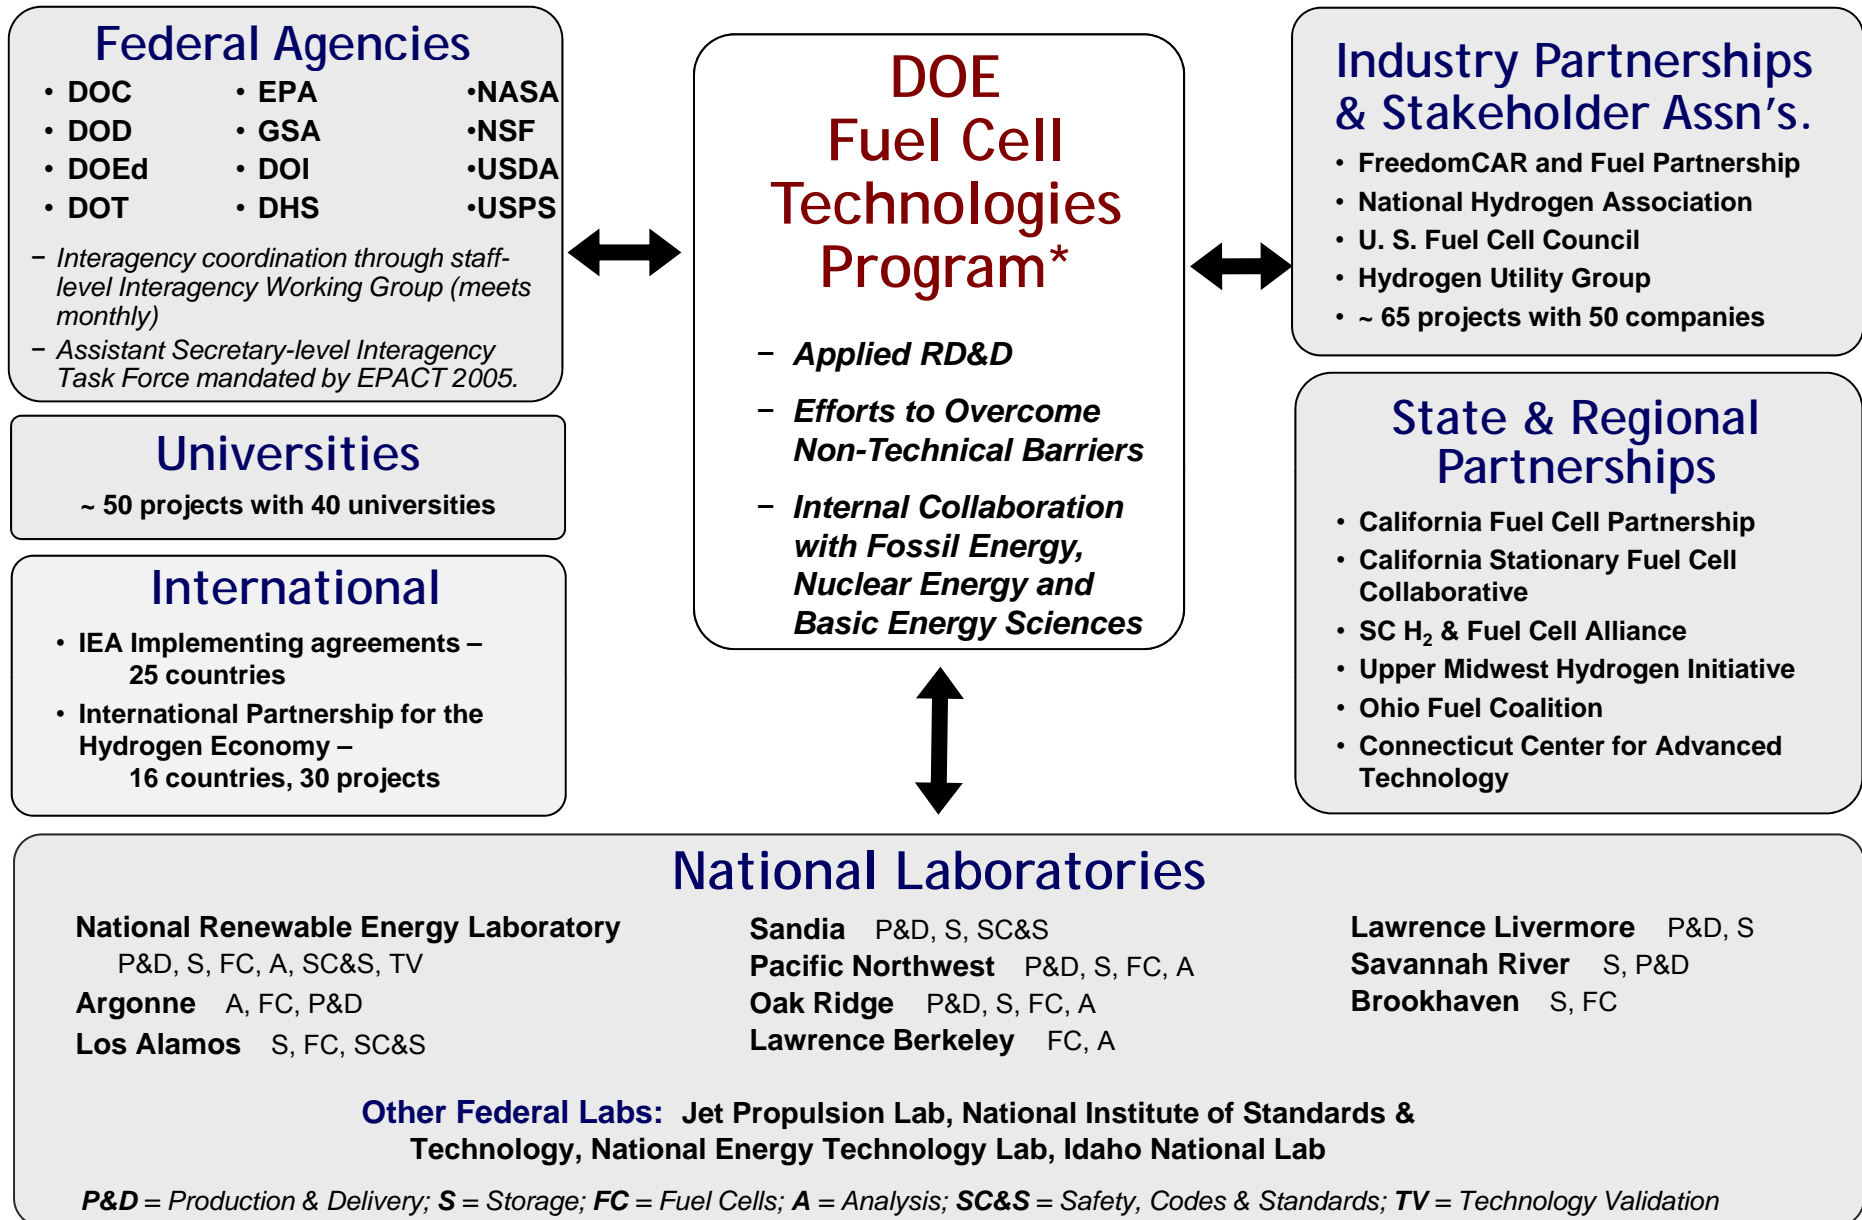 Federal Agencies
• DOC • EPA •NASA
• DOD • GSA •NSF
• DOEd • DOI •USDA
• DOT • DHS •USPS
– Interagency coordination through staff-
level Interagency Working Group (meets
monthly)
– Assistant Secretary-level Interagency
Task Force mandated by EPACT 2005.
Universities
~ 50 projects with 40 universities
International
• IEA Implementing agreements –
25 countries
• International Partnership for the
Hydrogen Economy –
16 countries, 30 projects
DOE
Fuel Cell
Technologies
Program*
– Applied RD&D
– Efforts to Overcome
Non-Technical Barriers
– Internal Collaboration
with Fossil Energy,
Nuclear Energy and
Basic Energy Sciences
Industry Partnerships
& Stakeholder Assn's.
• FreedomCAR and Fuel Partnership
• National Hydrogen Association
• U. S. Fuel Cell Council
• Hydrogen Utility Group
• ~ 65 projects with 50 companies
State & Regional
Partnerships
• California Fuel Cell Partnership
• California Stationary Fuel Cell
Collaborative
• SC H₂ & Fuel Cell Alliance
• Upper Midwest Hydrogen Initiative
• Ohio Fuel Coalition
• Connecticut Center for Advanced
Technology
National Laboratories
National Renewable Energy Laboratory
P&D, S, FC, A, SC&S, TV
Argonne A, FC, P&D
Los Alamos S, FC, SC&S
Sandia P&D, S, SC&S
Pacific Northwest P&D, S, FC, A
Oak Ridge P&D, S, FC, A
Lawrence Berkeley FC, A
Lawrence Livermore P&D, S
Savannah River S, P&D
Brookhaven S, FC
Other Federal Labs: Jet Propulsion Lab, National Institute of Standards &
Technology, National Energy Technology Lab, Idaho National Lab
P&D = Production & Delivery; S = Storage; FC = Fuel Cells; A = Analysis; SC&S = Safety, Codes & Standards; TV = Technology Validation